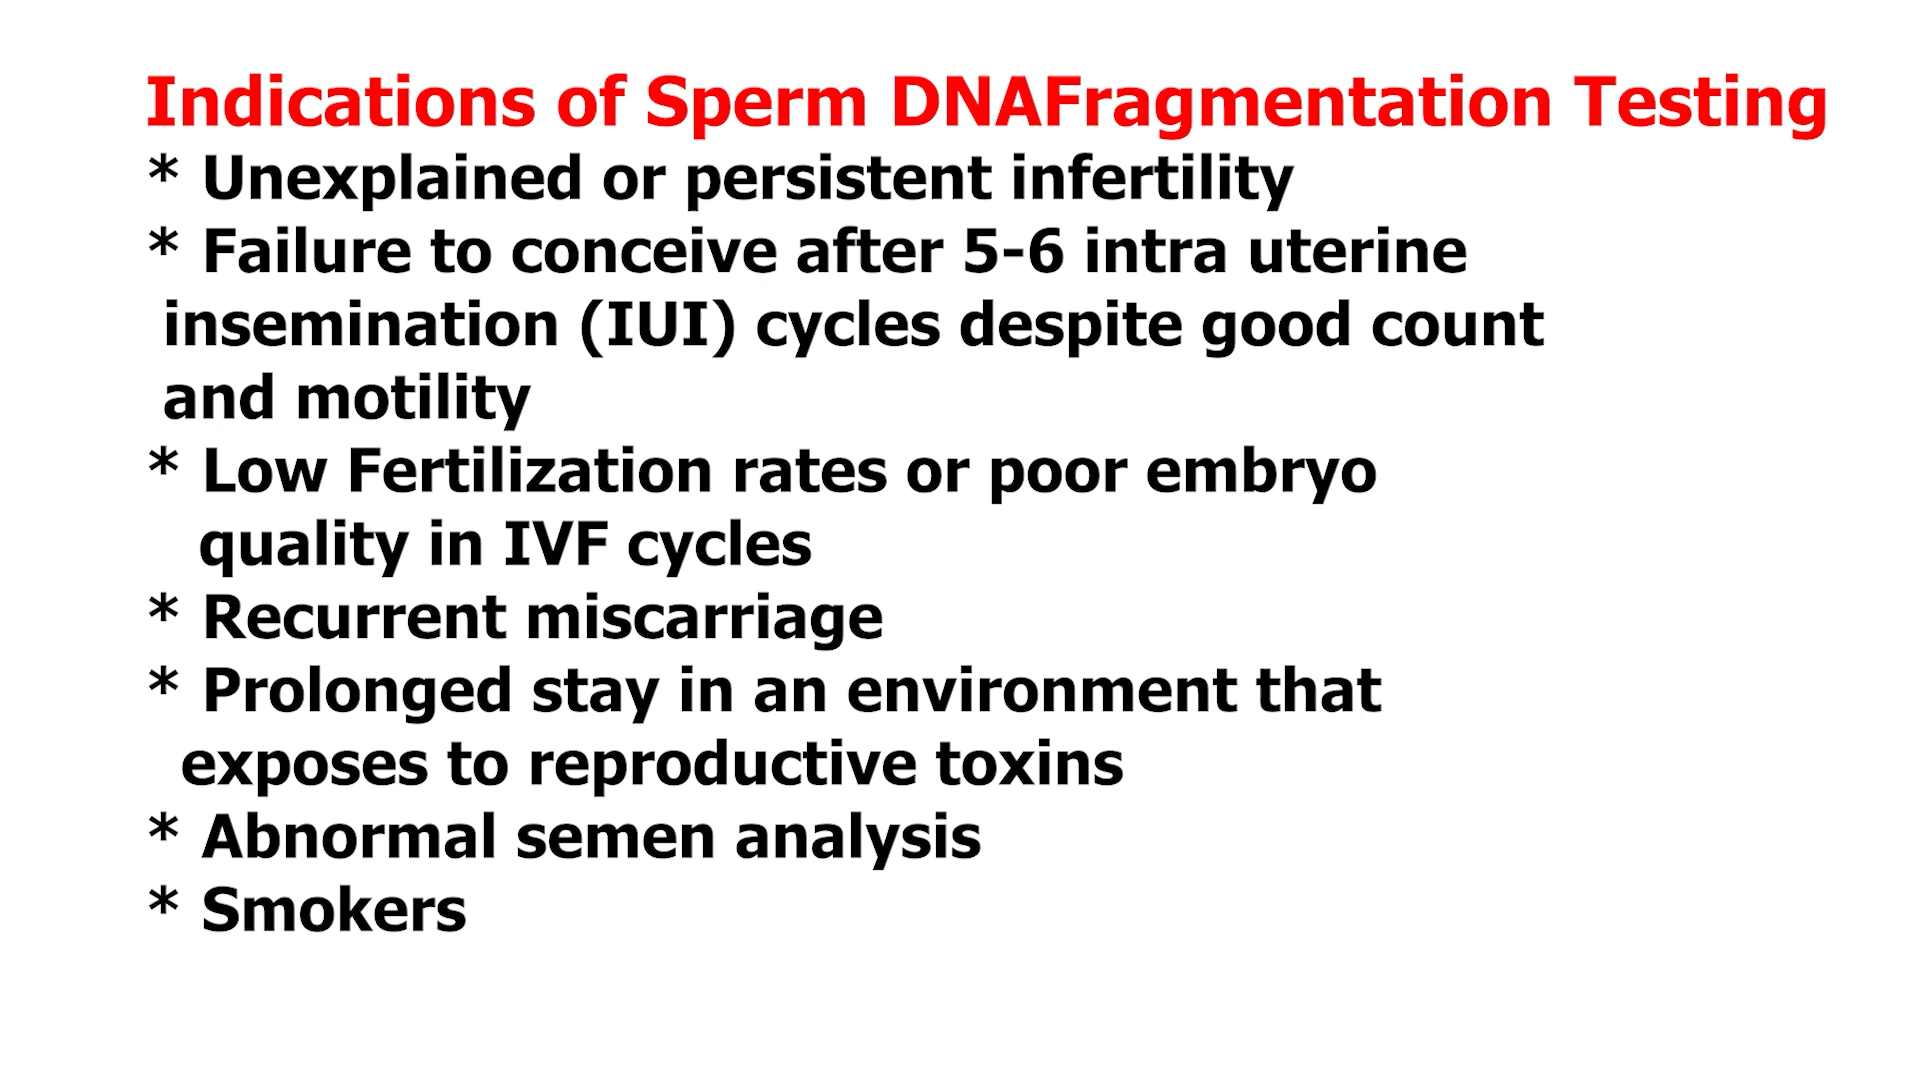 Indications of Sperm DNAFragmentation Testing
* Unexplained or persistent infertility
* Failure to conceive after 5-6 intra uterine
insemination (IUI) cycles despite good count
and motility
* Low Fertilization rates or poor embryo
quality in IVF cycles
* Recurrent miscarriage
* Prolonged stay in an environment that
exposes to reproductive toxins
* Abnormal semen analysis
* Smokers